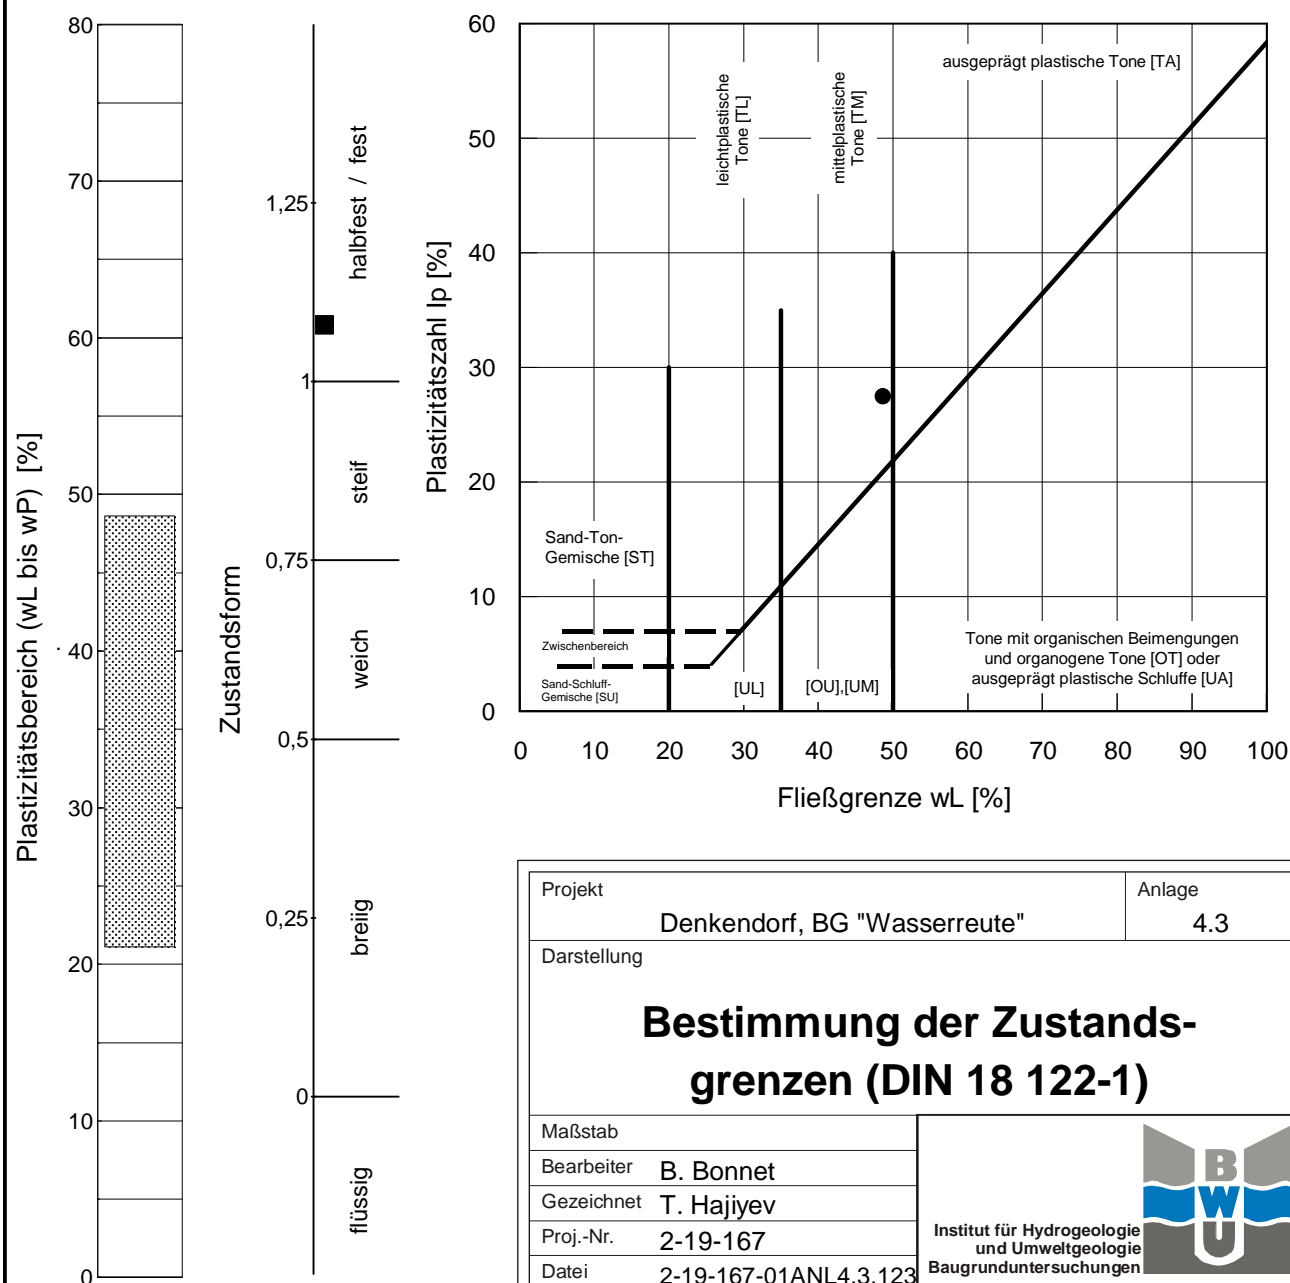 Plastizitätsbereich (wL bis wP) [%]
80
70
60
50
40
30
20
10
0
Zustandsform
1,25
1
0,75
0,5
0,25
0
halbfest / fest
steif
weich
breiig
flüssig
Plastizitätszahl Ip [%]
60
50
40
30
20
10
0
leichtplastische
Tone [TL]
mittelplastische
Tone [TM]
ausgeprägt plastische Tone [TA]
Sand-Ton-
Gemische [ST]
Zwischenbereich
Sand-Schluff-
Gemische [SU]
[UL]
[OU],[UM]
Tone mit organischen Beimengungen
und organogene Tone [OT] oder
ausgeprägt plastische Schluffe [UA]
0 10 20 30 40 50 60 70 80 90 100
Fließgrenze wL [%]
Projekt
Denkendorf, BG "Wasserreute"
Anlage
4.3
Darstellung
Bestimmung der Zustands-
grenzen (DIN 18 122-1)
Maßstab
Bearbeiter B. Bonnet
Gezeichnet T. Hajiyev
Proj.-Nr. 2-19-167
Datei 2-19-167-01ANL4.3.123
Institut für Hydrogeologie
und Umweltgeologie
Baugrunduntersuchungen
B
W
U